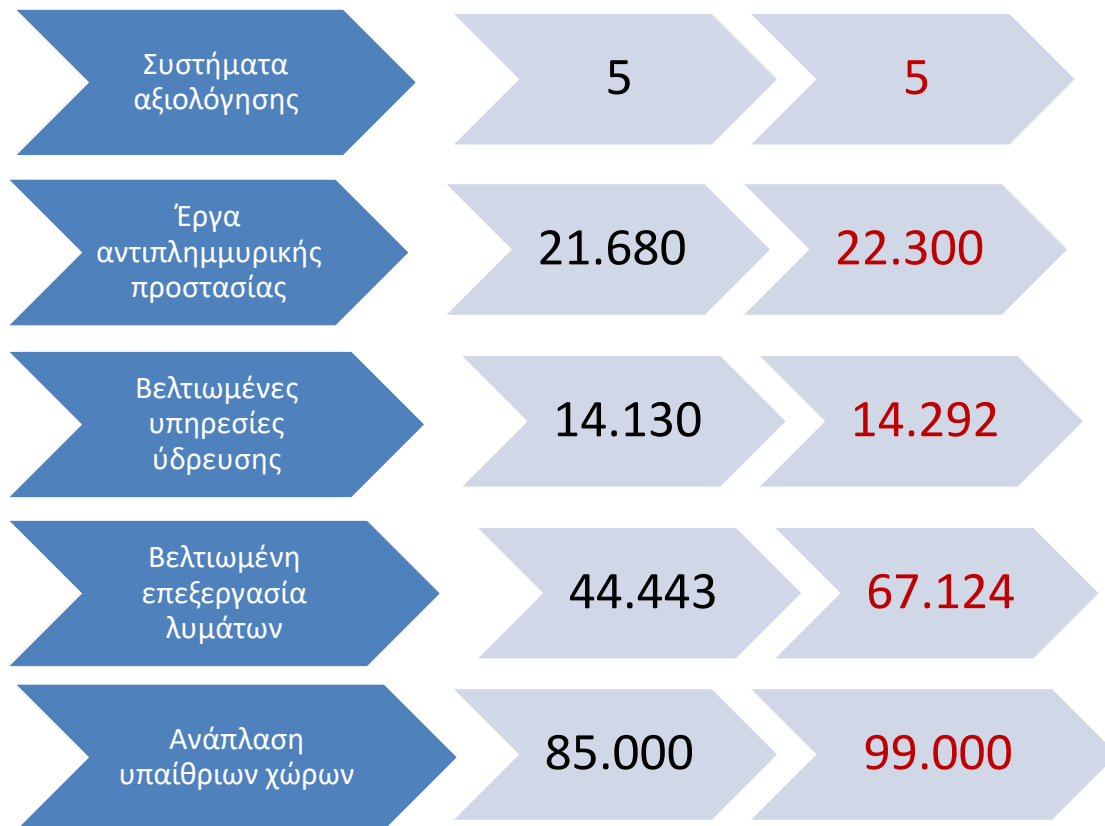 Συστήματα
αξιολόγησης
5
5
Έργα
αντιπλημμυρικής
προστασίας
21.680
22.300
Βελτιωμένες
υπηρεσίες
ύδρευσης
14.130
14.292
Βελτιωμένη
επεξεργασία
λυμάτων
44.443
67.124
Ανάπλαση
υπαίθριων χώρων
85.000
99.000